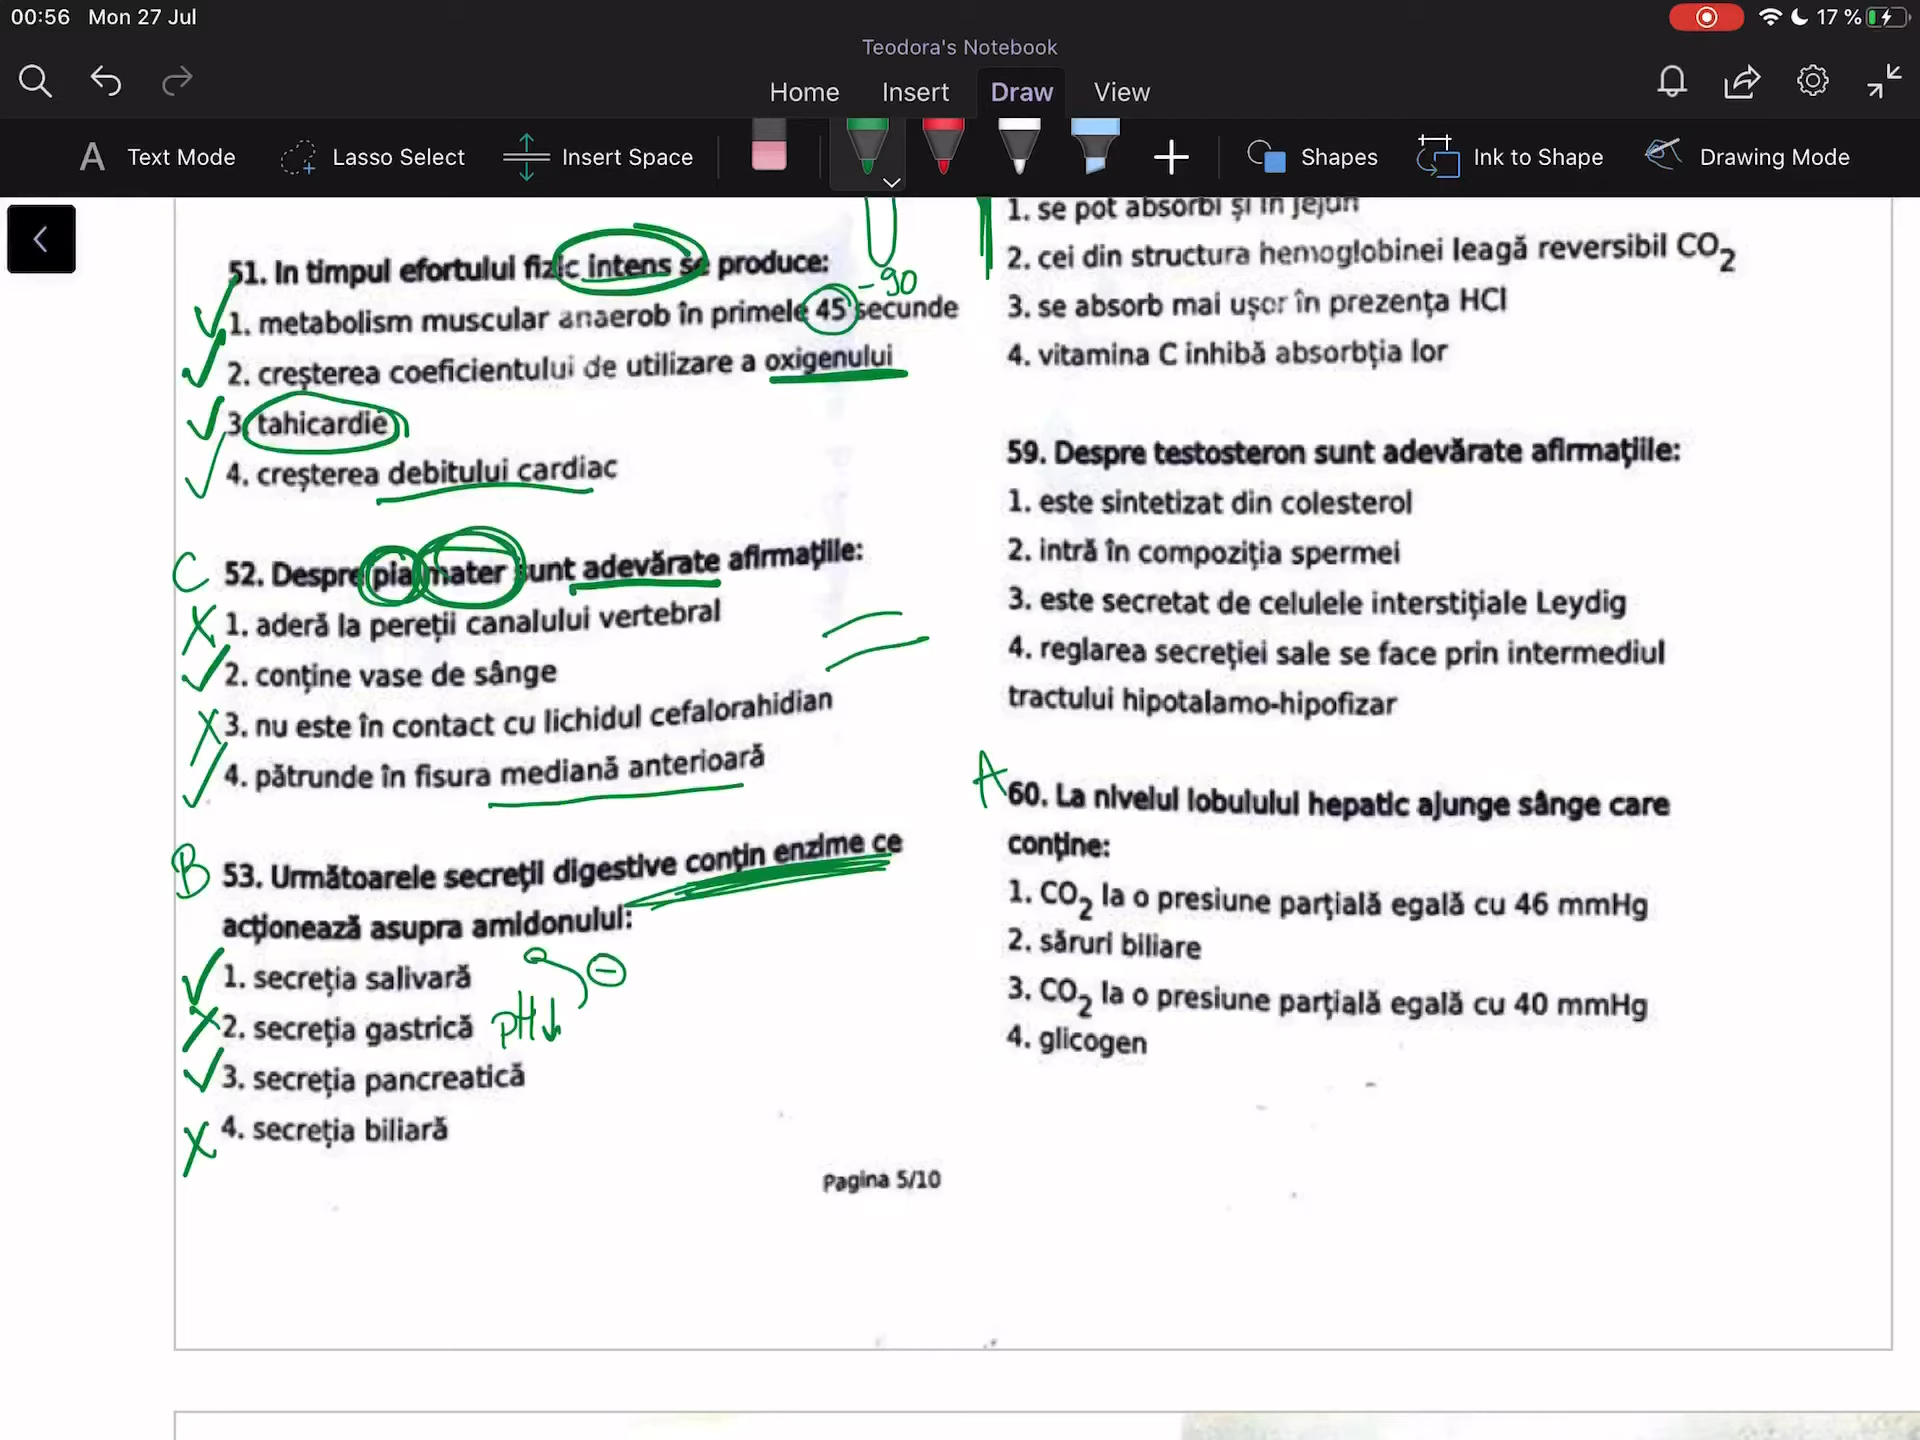 00:56 Mon 27 Jul
17 %
Teodora's Notebook
Home Insert Draw View
A Text Mode Lasso Select Insert Space Shapes Ink to Shape Drawing Mode
51. In timpul efortului fizic intens se produce:
-90
1. metabolism muscular anaerob în primele 45 secunde
2. creșterea coeficientului de utilizare a oxigenului
3. tahicardie
4. creșterea debitului cardiac
C 52. Despre pia mater sunt adevărate afirmațiile:
1. aderă la pereții canalului vertebral
2. conține vase de sânge
3. nu este în contact cu lichidul cefalorahidian
4. pătrunde în fisura mediană anterioară
B 53. Următoarele secreții digestive conțin enzime ce
acționează asupra amidonului:
1. secreția salivară
2. secreția gastrică pH↓
3. secreția pancreatică
4. secreția biliară
1. se pot absorbi și în jejun
2. cei din structura hemoglobinei leagă reversibil CO2
3. se absorb mai ușor în prezența HCl
4. vitamina C inhibă absorbția lor
59. Despre testosteron sunt adevărate afirmațiile:
1. este sintetizat din colesterol
2. intră în compoziția spermei
3. este secretat de celulele interstițiale Leydig
4. reglarea secreției sale se face prin intermediul
tractului hipotalamo-hipofizar
A 60. La nivelul lobulului hepatic ajunge sânge care
conține:
1. CO2 la o presiune parțială egală cu 46 mmHg
2. săruri biliare
3. CO2 la o presiune parțială egală cu 40 mmHg
4. glicogen
Pagina 5/10